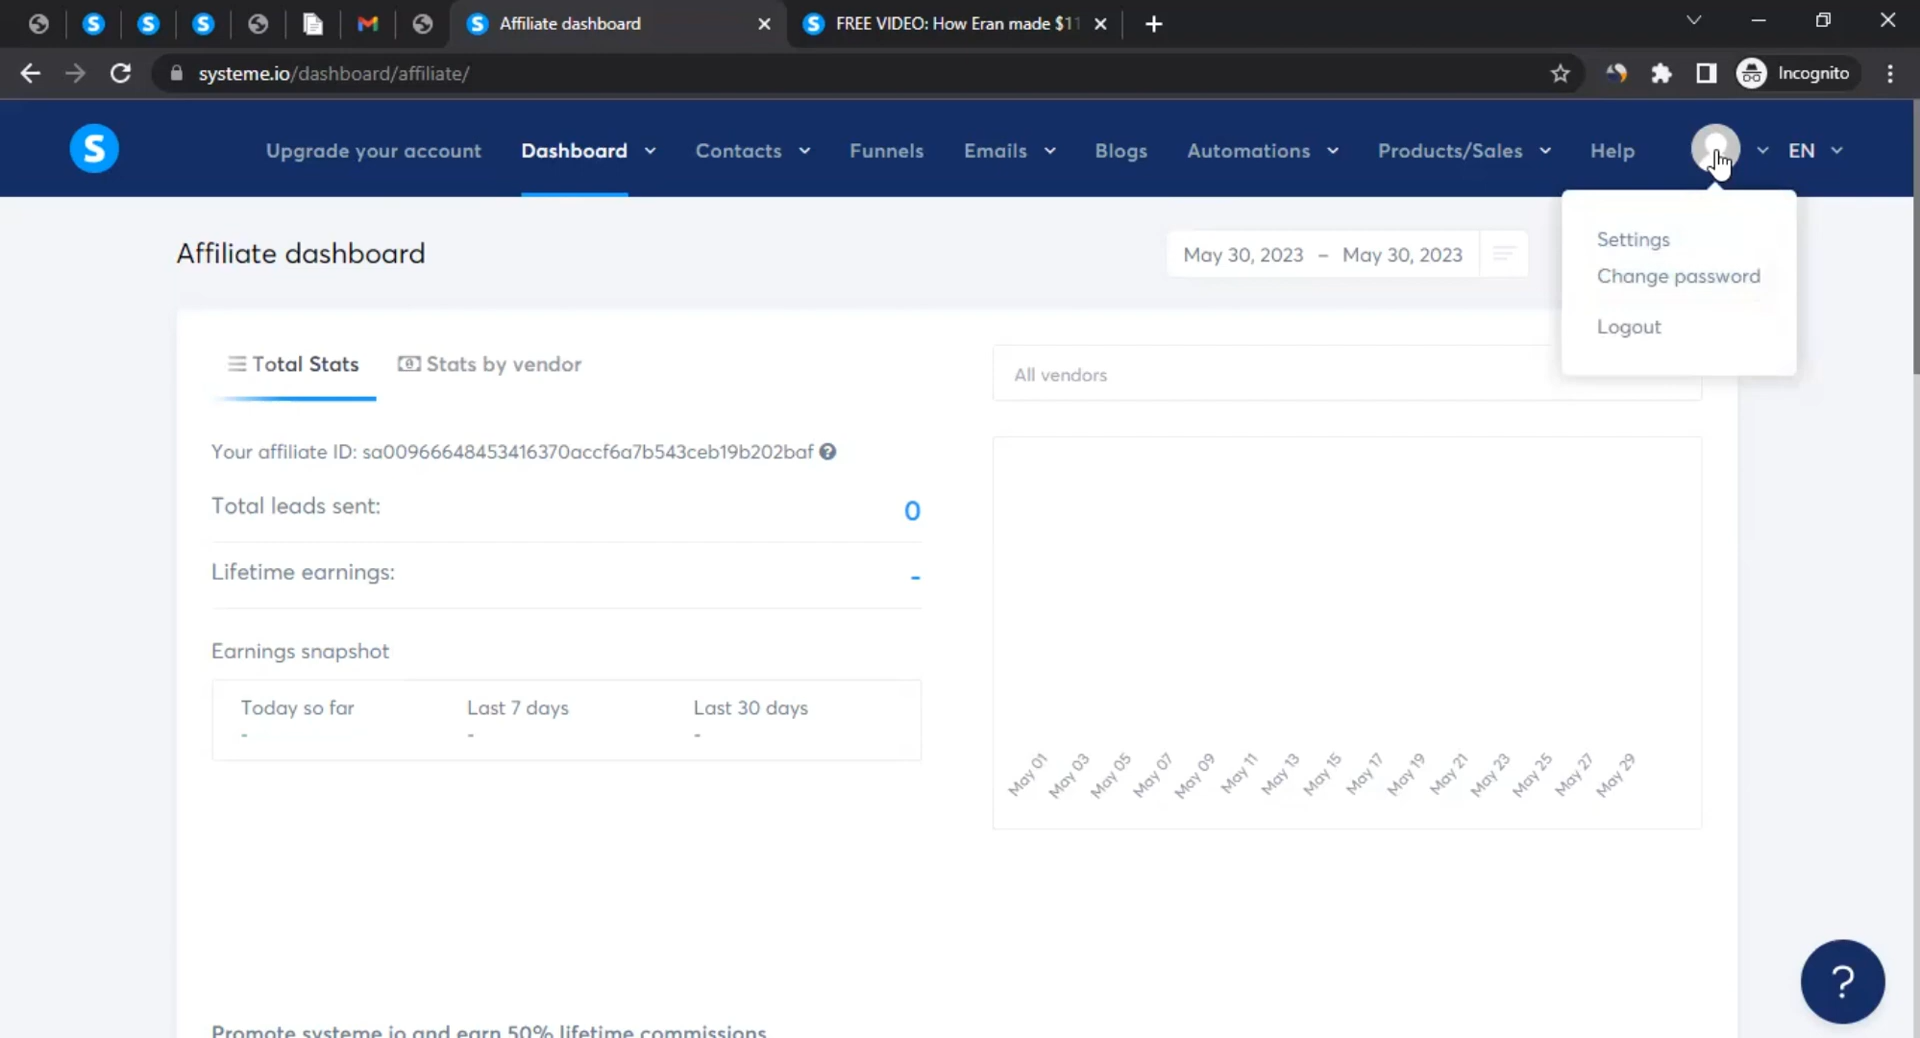 Affiliate dashboard
FREE VIDEO: How Eran made $11
systeme.io/dashboard/affiliate/
Incognito
S
Upgrade your account
Dashboard
Contacts
Funnels
Emails
Blogs
Automations
Products/Sales
Help
EN
Settings
Change password
Logout
Affiliate dashboard
May 30, 2023 – May 30, 2023
Total Stats
Stats by vendor
All vendors
Your affiliate ID: sa00966648453416370accf6a7b543ceb19b202baf
Total leads sent: 0
Lifetime earnings: -
Earnings snapshot
Today so far Last 7 days Last 30 days
- - -
May 01 May 03 May 05 May 07 May 09 May 11 May 13 May 15 May 17 May 19 May 21 May 23 May 25 May 27 May 29
Promote systeme io and earn 50% lifetime commissions
?